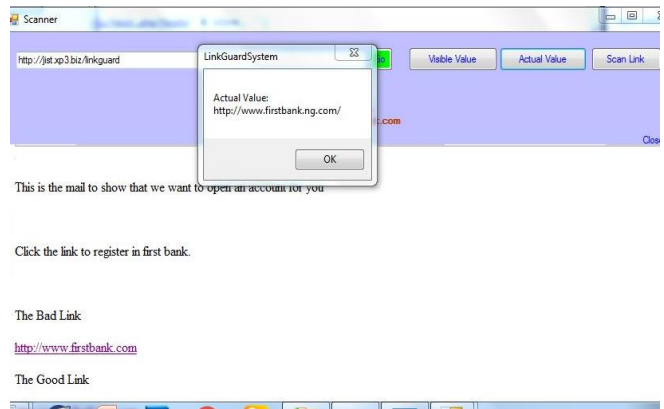 Scanner
http://jist.xp3.biz/linkguard
LinkGuardSystem
Visible Value
Actual Value
Scan Link
Actual Value:
http://www.firstbank.ng.com/
.com
OK
Close
This is the mail to show that we want to open an account for you
Click the link to register in first bank.
The Bad Link
http://www.firstbank.com
The Good Link